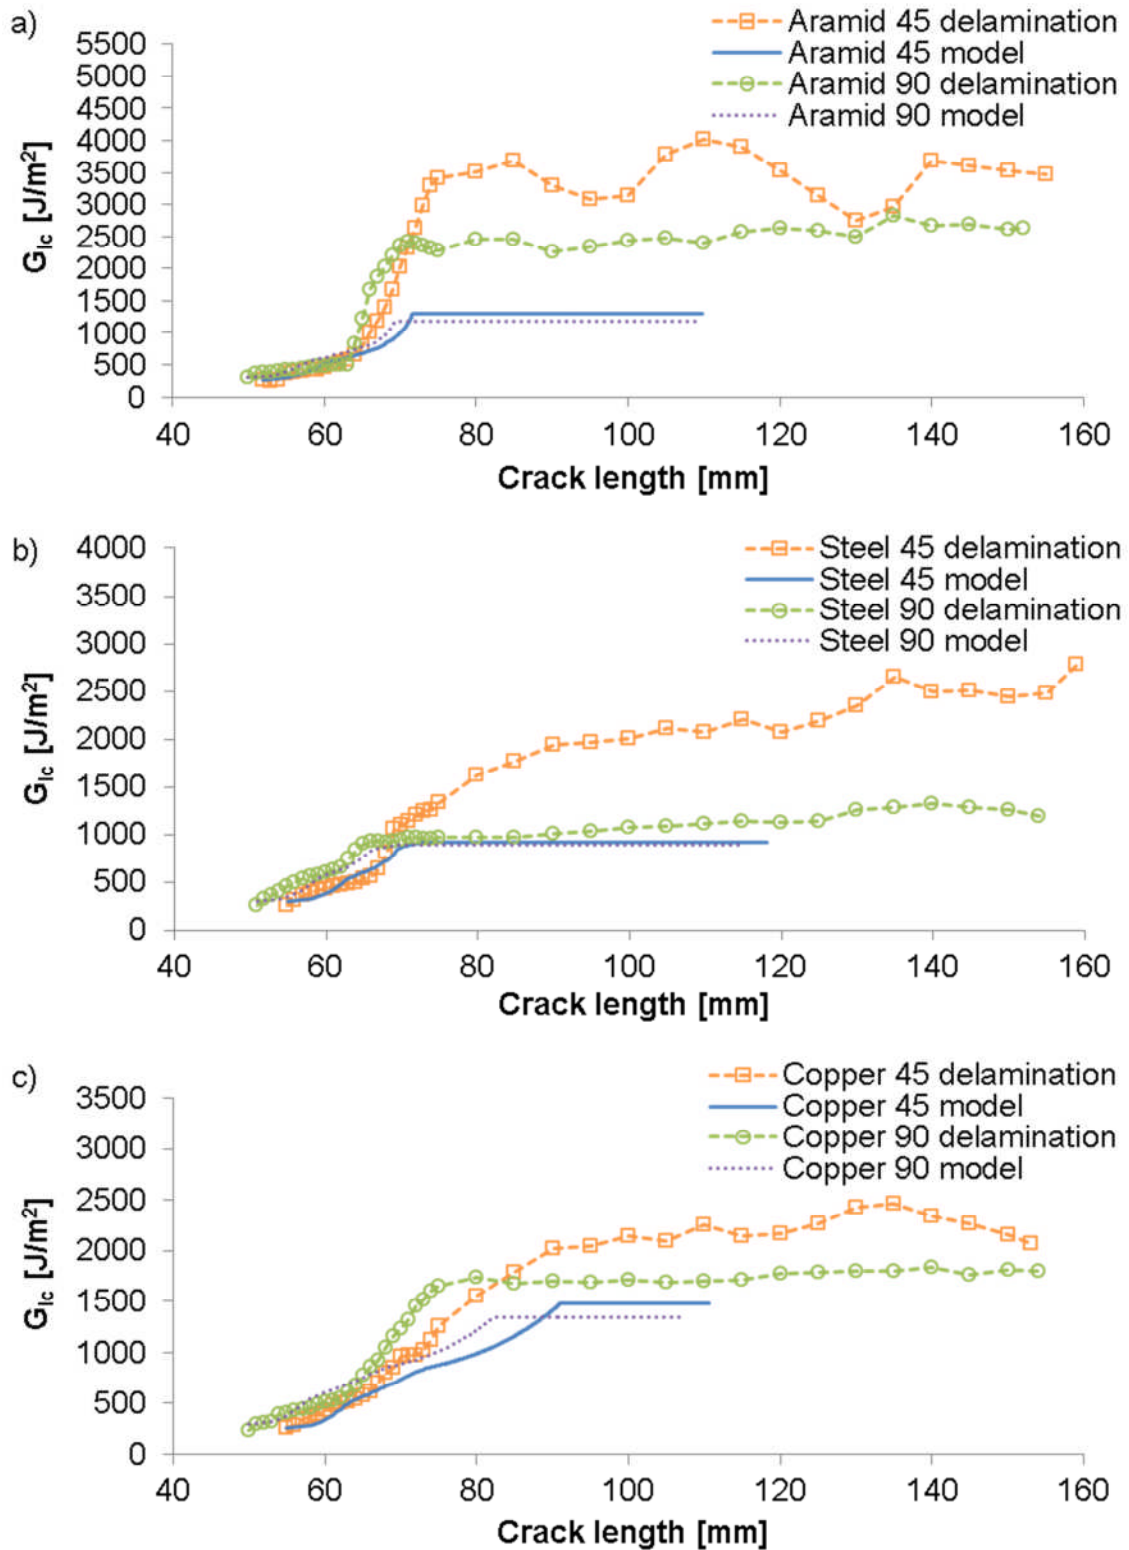 a)
Aramid 45 delamination
Aramid 45 model
Aramid 90 delamination
Aramid 90 model
5500
5000
4500
4000
3500
3000
2500
2000
1500
1000
500
0
G_Ic [J/m²]
40 60 80 100 120 140 160
Crack length [mm]
b)
Steel 45 delamination
Steel 45 model
Steel 90 delamination
Steel 90 model
4000
3500
3000
2500
2000
1500
1000
500
0
G_Ic [J/m²]
40 60 80 100 120 140 160
Crack length [mm]
c)
Copper 45 delamination
Copper 45 model
Copper 90 delamination
Copper 90 model
3500
3000
2500
2000
1500
1000
500
0
G_Ic [J/m²]
40 60 80 100 120 140 160
Crack length [mm]